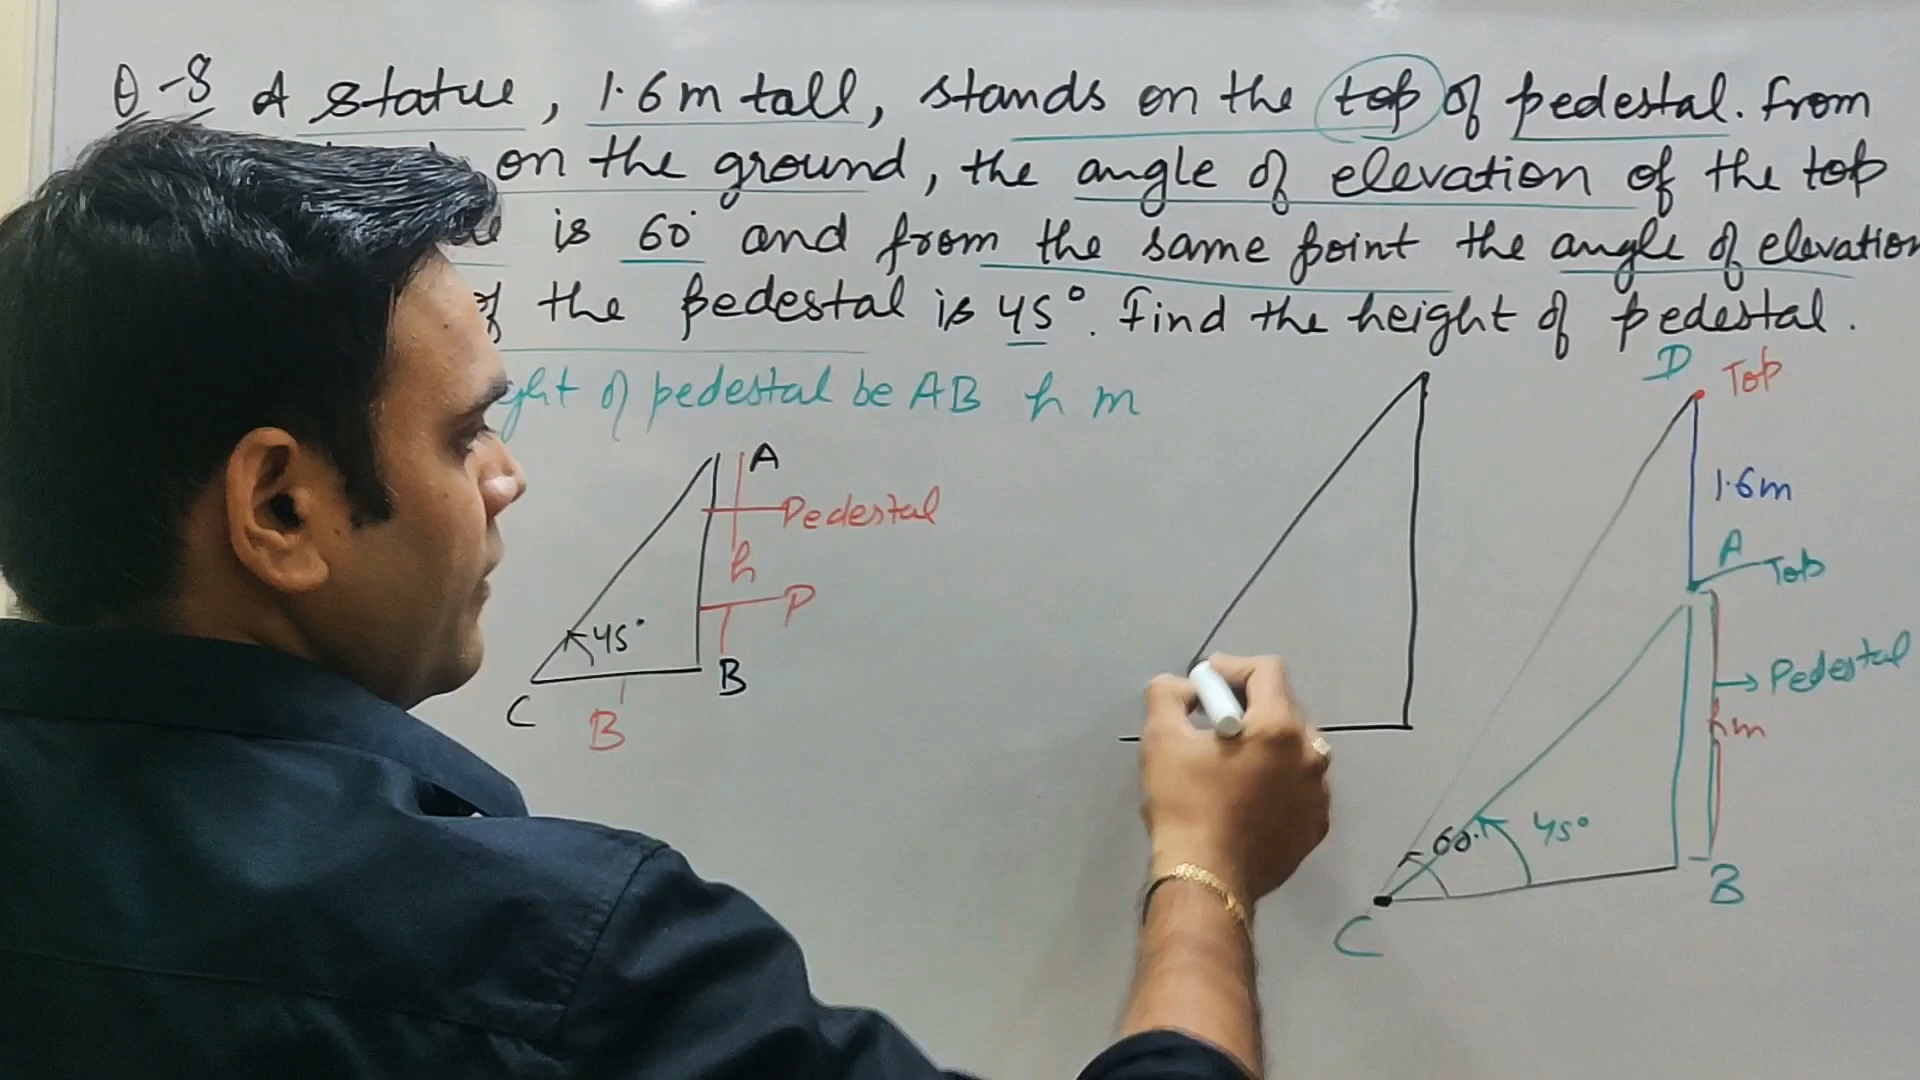 Q-8 A statue, 1.6m tall, stands on the top of pedestal. From
on the ground, the angle of elevation of the top
is 60° and from the same point the angle of elevation
of the pedestal is 45°. Find the height of pedestal.
of pedestal be AB h m
A
Pedestal
h
P
45°
B
C
B
D Top
1.6m
A
Top
Pedestal
hm
60°
45°
B
C